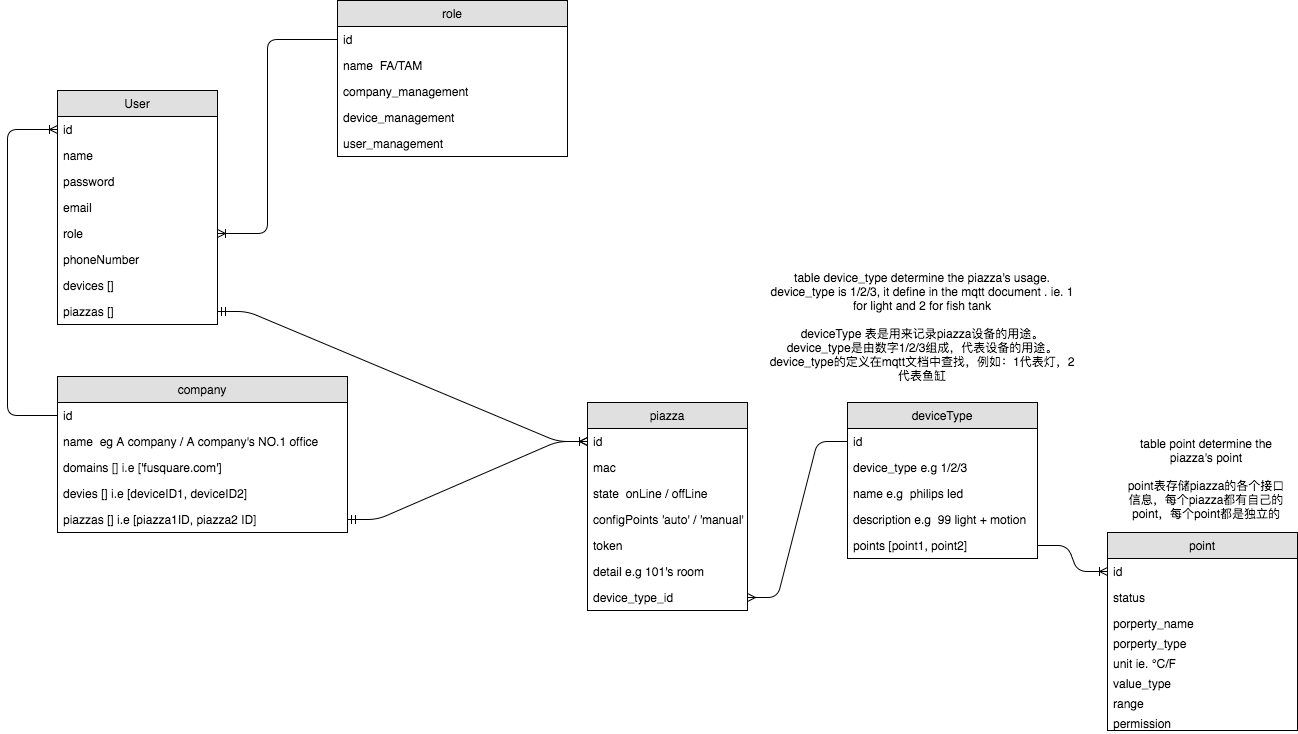 role
id
name  FA/TAM
company_management
device_management
user_management
User
id
name
password
email
role
phoneNumber
devices []
piazzas []
company
id
name  eg A company / A company's NO.1 office
domains [] i.e ['fusquare.com']
devies [] i.e [deviceID1, deviceID2]
piazzas [] i.e [piazza1ID, piazza2 ID]
piazza
id
mac
state  onLine / offLine
configPoints 'auto' / 'manual'
token
detail e.g 101's room
device_type_id
table device_type determine the piazza's usage.
device_type is 1/2/3, it define in the mqtt document . ie. 1
for light and 2 for fish tank
deviceType 表是用来记录piazza设备的用途。
device_type是由数字1/2/3组成，代表设备的用途。
device_type的定义在mqtt文档中查找，例如：1代表灯，2
代表鱼缸
deviceType
id
device_type e.g 1/2/3
name e.g  philips led
description e.g  99 light + motion
points [point1, point2]
table point determine the
piazza's point
point表存储piazza的各个接口
信息，每个piazza都有自己的
point，每个point都是独立的
point
id
status
porperty_name
porperty_type
unit ie. °C/F
value_type
range
permission